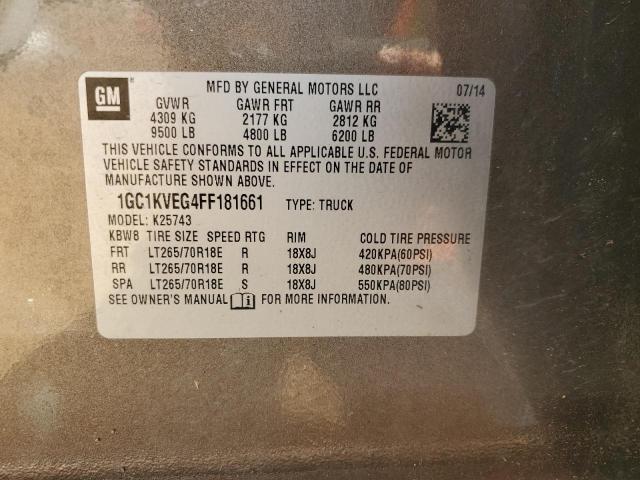 GM
MFD BY GENERAL MOTORS LLC 07/14
GVWR GAWR FRT GAWR RR
4309 KG 2177 KG 2812 KG
9500 LB 4800 LB 6200 LB
THIS VEHICLE CONFORMS TO ALL APPLICABLE U.S. FEDERAL MOTOR
VEHICLE SAFETY STANDARDS IN EFFECT ON THE DATE OF
MANUFACTURE SHOWN ABOVE.
1GC1KVEG4FF181661 TYPE: TRUCK
MODEL: K25743
KBW8 TIRE SIZE SPEED RTG RIM COLD TIRE PRESSURE
FRT LT265/70R18E R 18X8J 420KPA(60PSI)
RR LT265/70R18E R 18X8J 480KPA(70PSI)
SPA LT265/70R18E S 18X8J 550KPA(80PSI)
SEE OWNER'S MANUAL FOR MORE INFORMATION.